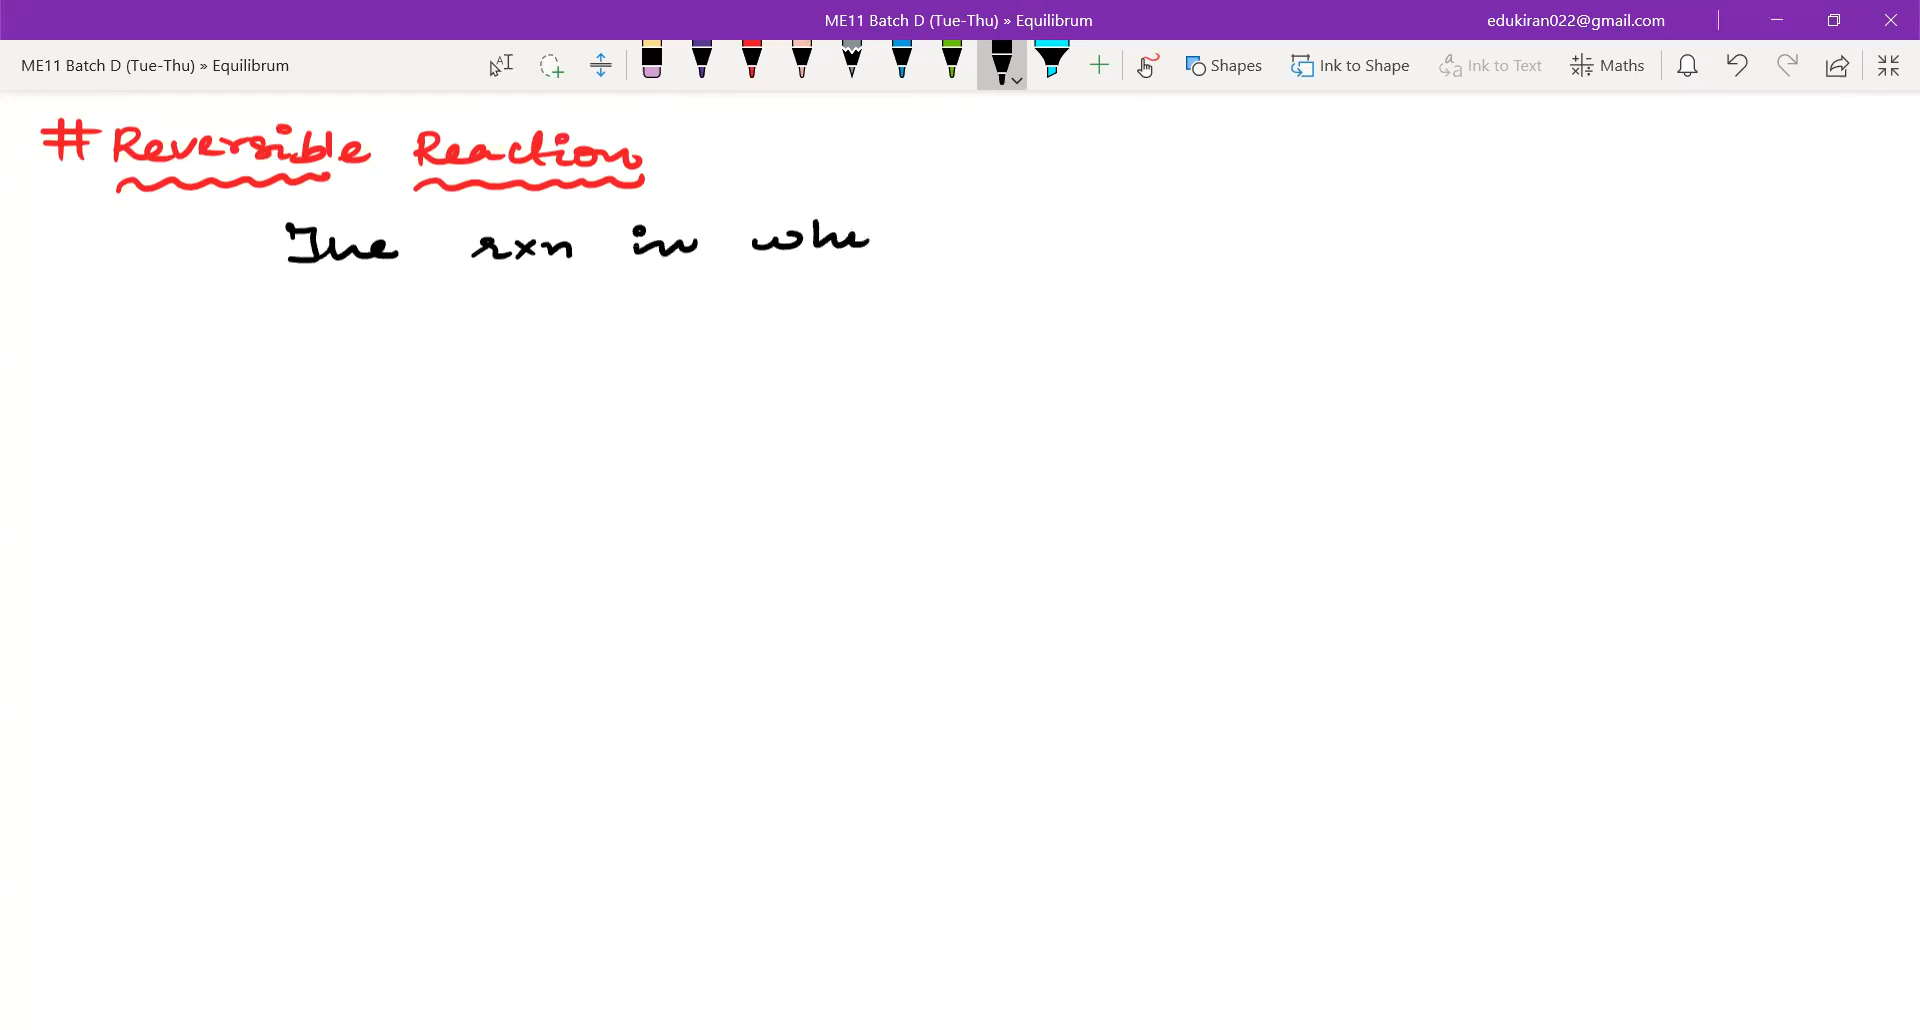 ME11 Batch D (Tue-Thu) » Equilibrum
edukiran022@gmail.com
ME11 Batch D (Tue-Thu) » Equilibrum
Shapes
Ink to Shape
Ink to Text
Maths
# Reversible Reaction
The rxn in whe